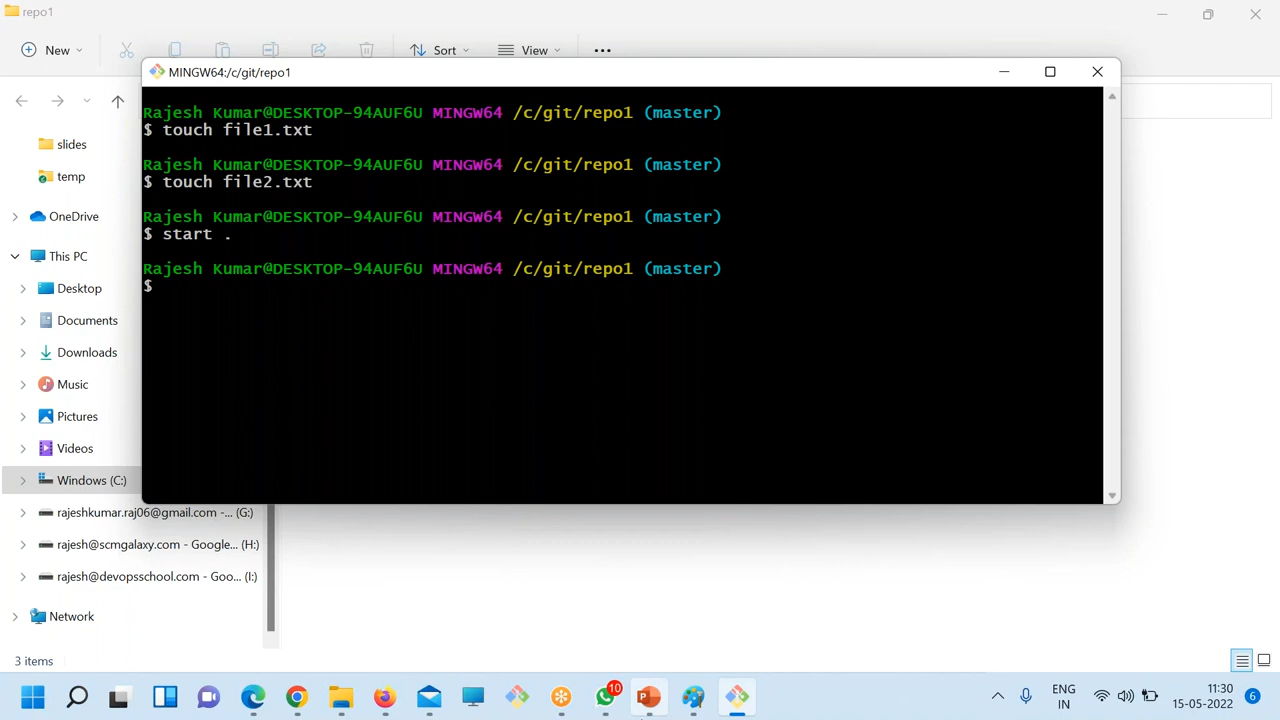 repo1
New
Sort
View
MINGW64:/c/git/repo1
Rajesh Kumar@DESKTOP-94AUF6U MINGW64 /c/git/repo1 (master)
$ touch file1.txt
Rajesh Kumar@DESKTOP-94AUF6U MINGW64 /c/git/repo1 (master)
$ touch file2.txt
Rajesh Kumar@DESKTOP-94AUF6U MINGW64 /c/git/repo1 (master)
$ start .
Rajesh Kumar@DESKTOP-94AUF6U MINGW64 /c/git/repo1 (master)
$
slides
temp
OneDrive
This PC
Desktop
Documents
Downloads
Music
Pictures
Videos
Windows (C:)
rajeshkumar.raj06@gmail.com -... (G:)
rajesh@scmgalaxy.com - Google... (H:)
rajesh@devopsschool.com - Goo... (I:)
Network
3 items
10
ENG
IN
11:30
15-05-2022
6